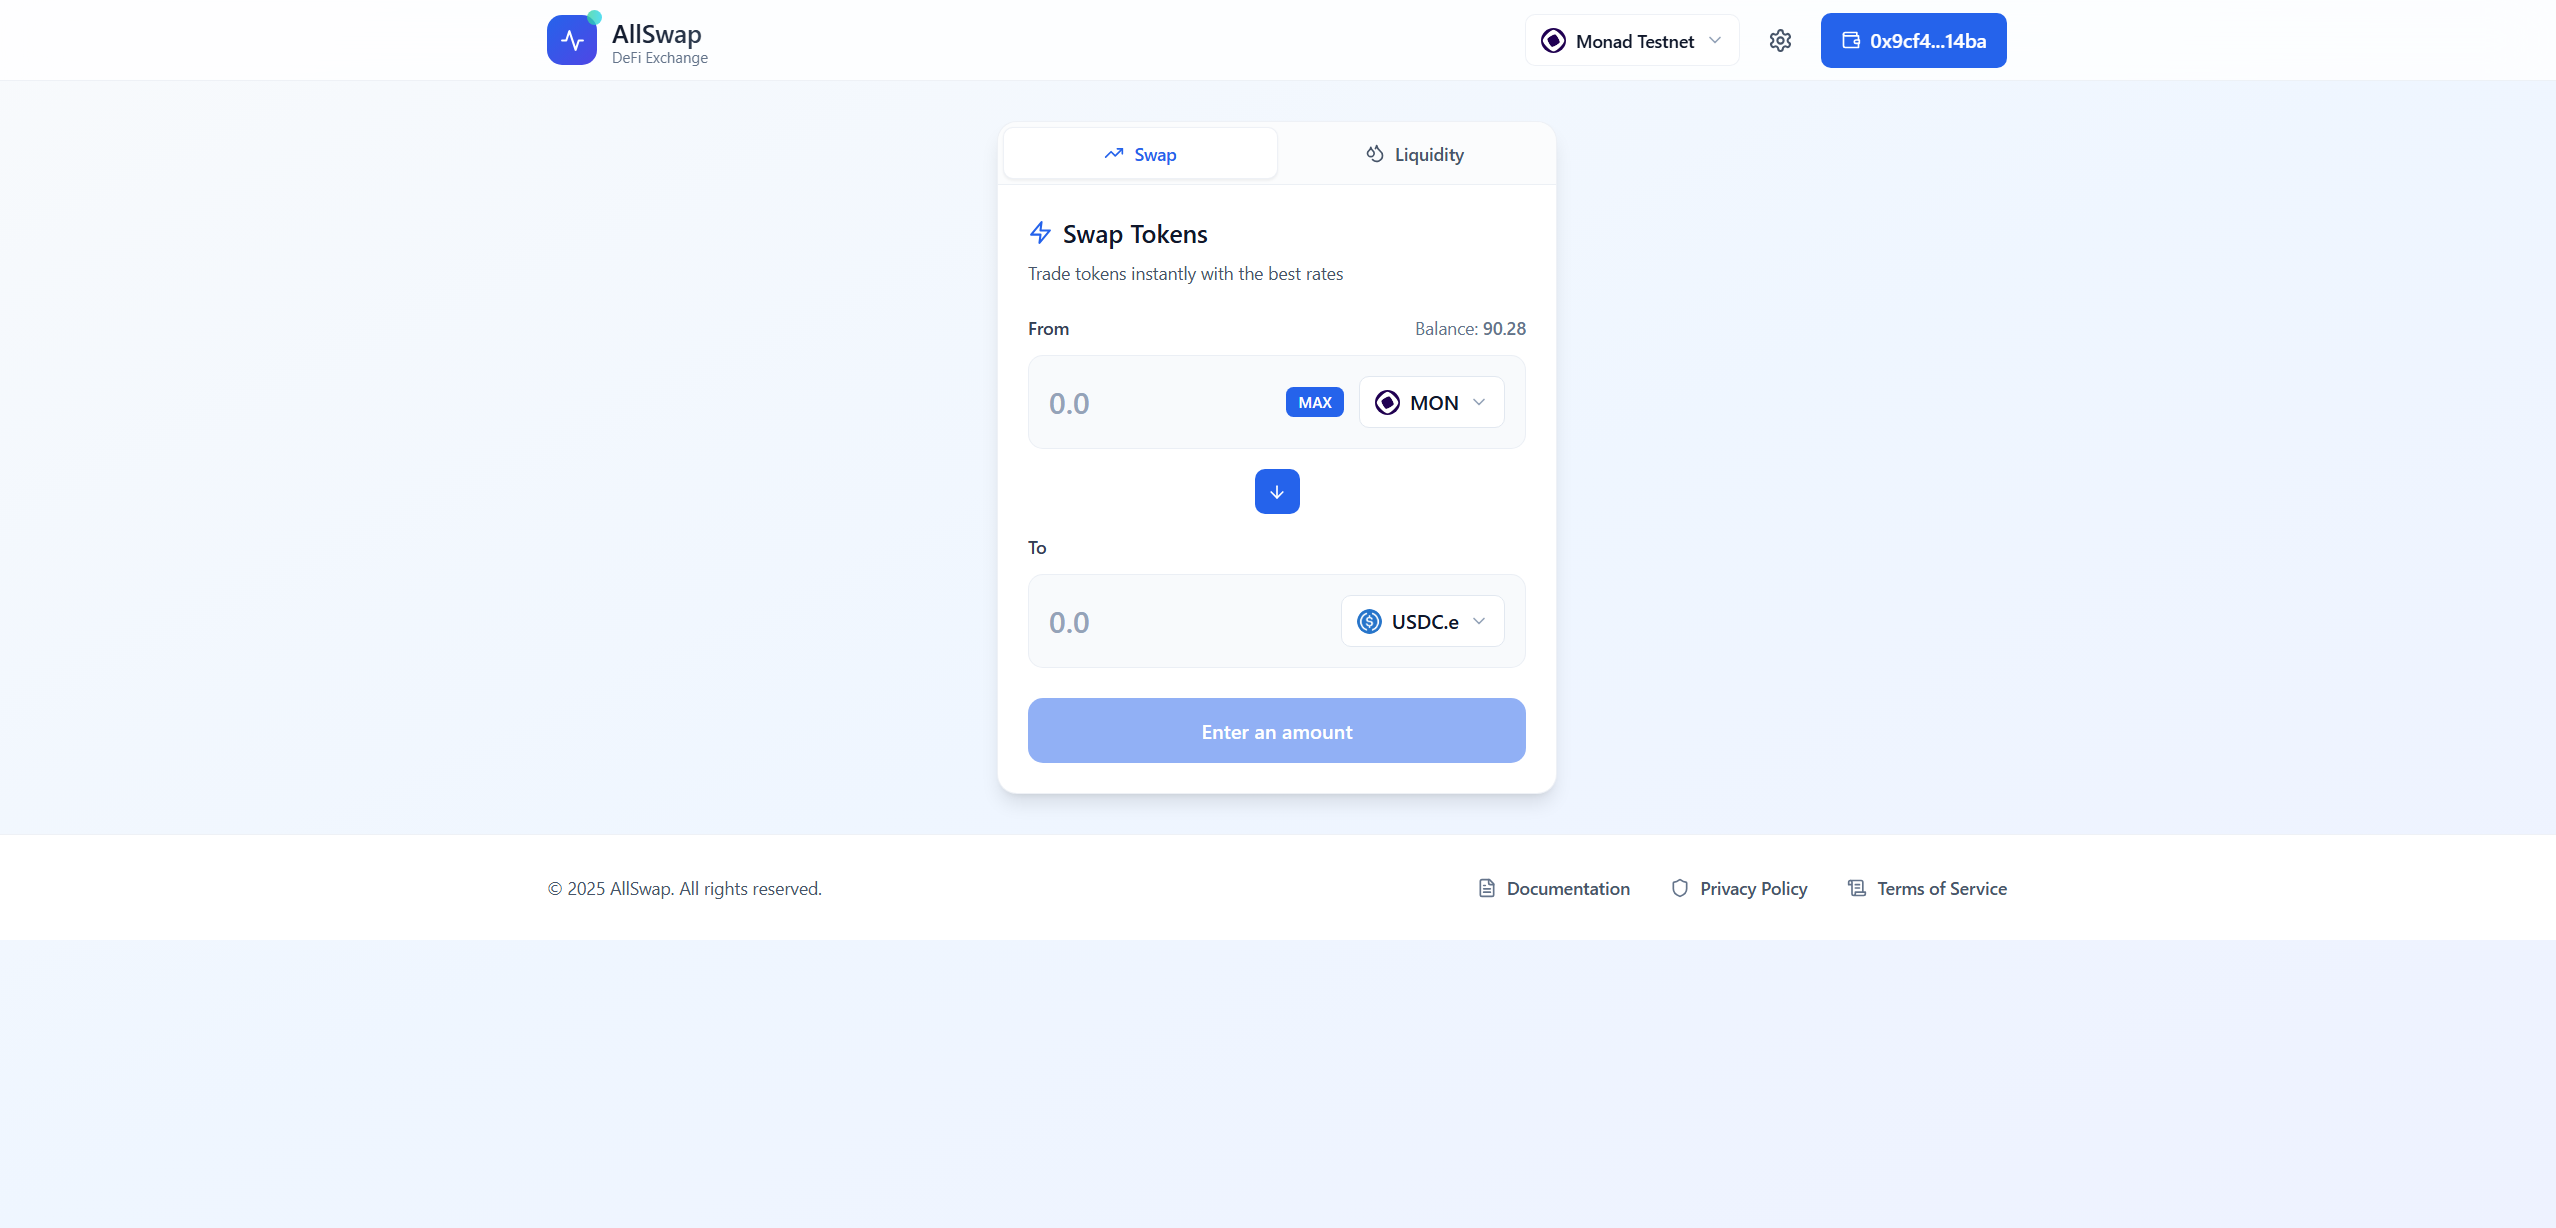 AllSwap
DeFi Exchange
Monad Testnet
0x9cf4...14ba
Swap
Liquidity
Swap Tokens
Trade tokens instantly with the best rates
From
Balance: 90.28
0.0
MAX
MON
To
0.0
USDC.e
Enter an amount
© 2025 AllSwap. All rights reserved.
Documentation
Privacy Policy
Terms of Service